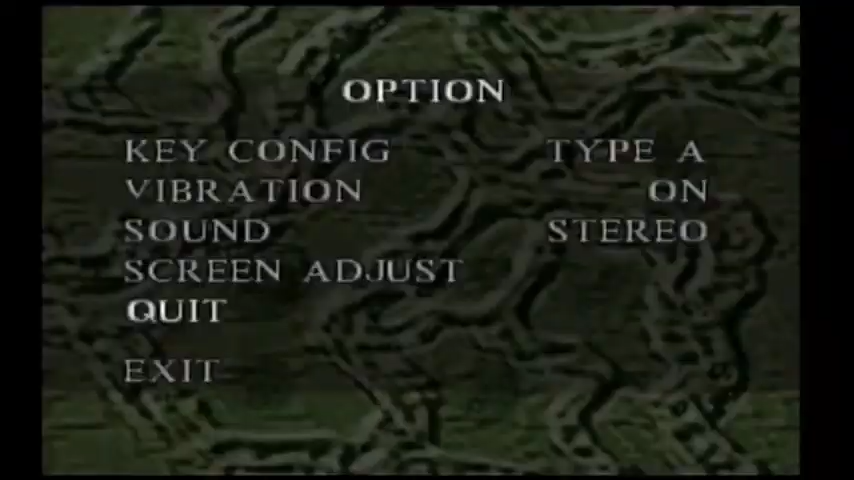 OPTION
KEY CONFIG TYPE A
VIBRATION ON
SOUND STEREO
SCREEN ADJUST
QUIT
EXIT